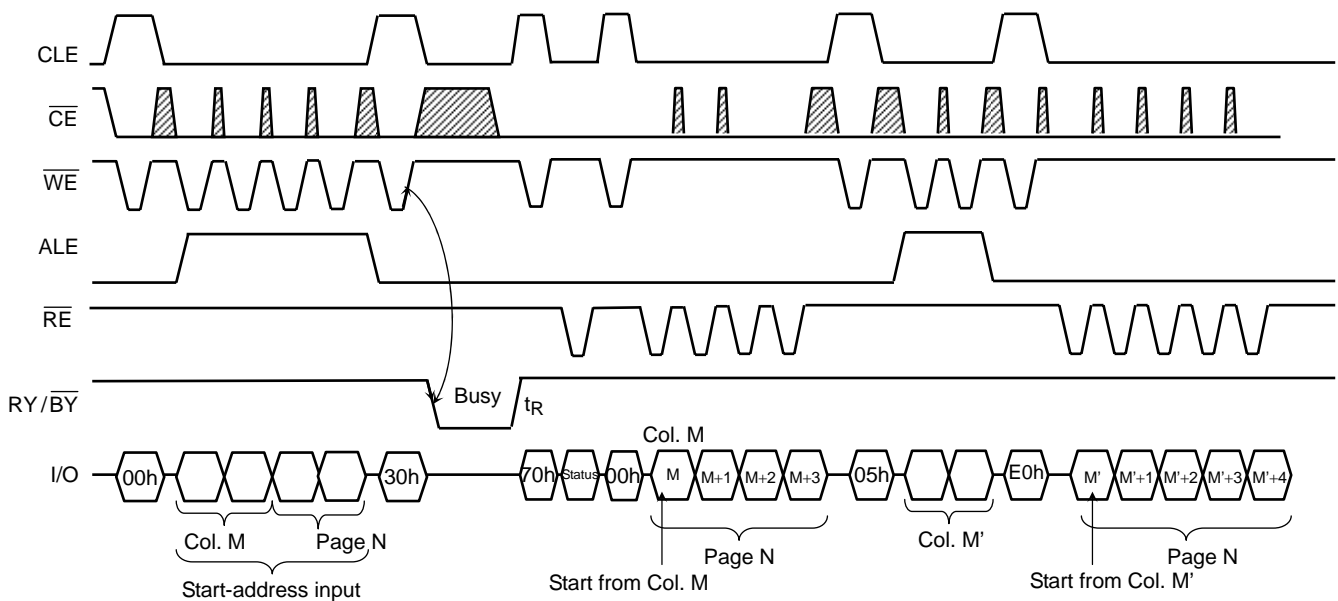 CLE
CE
WE
ALE
RE
RY/BY Busy tR
Col. M
I/O 00h 30h 70h Status 00h M M+1 M+2 M+3 05h E0h M' M'+1 M'+2 M'+3 M'+4
Col. M Page N Page N Col. M' Page N
Start-address input Start from Col. M Start from Col. M'